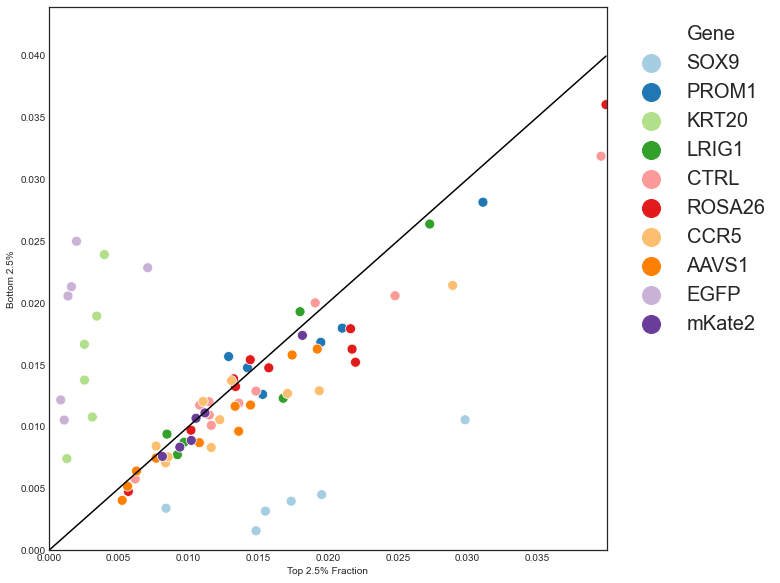 Gene
SOX9
PROM1
KRT20
LRIG1
CTRL
ROSA26
CCR5
AAVS1
EGFP
mKate2
Bottom 2.5%
0.040
0.035
0.030
0.025
0.020
0.015
0.010
0.005
0.000
0.000 0.005 0.010 0.015 0.020 0.025 0.030 0.035
Top 2.5% Fraction